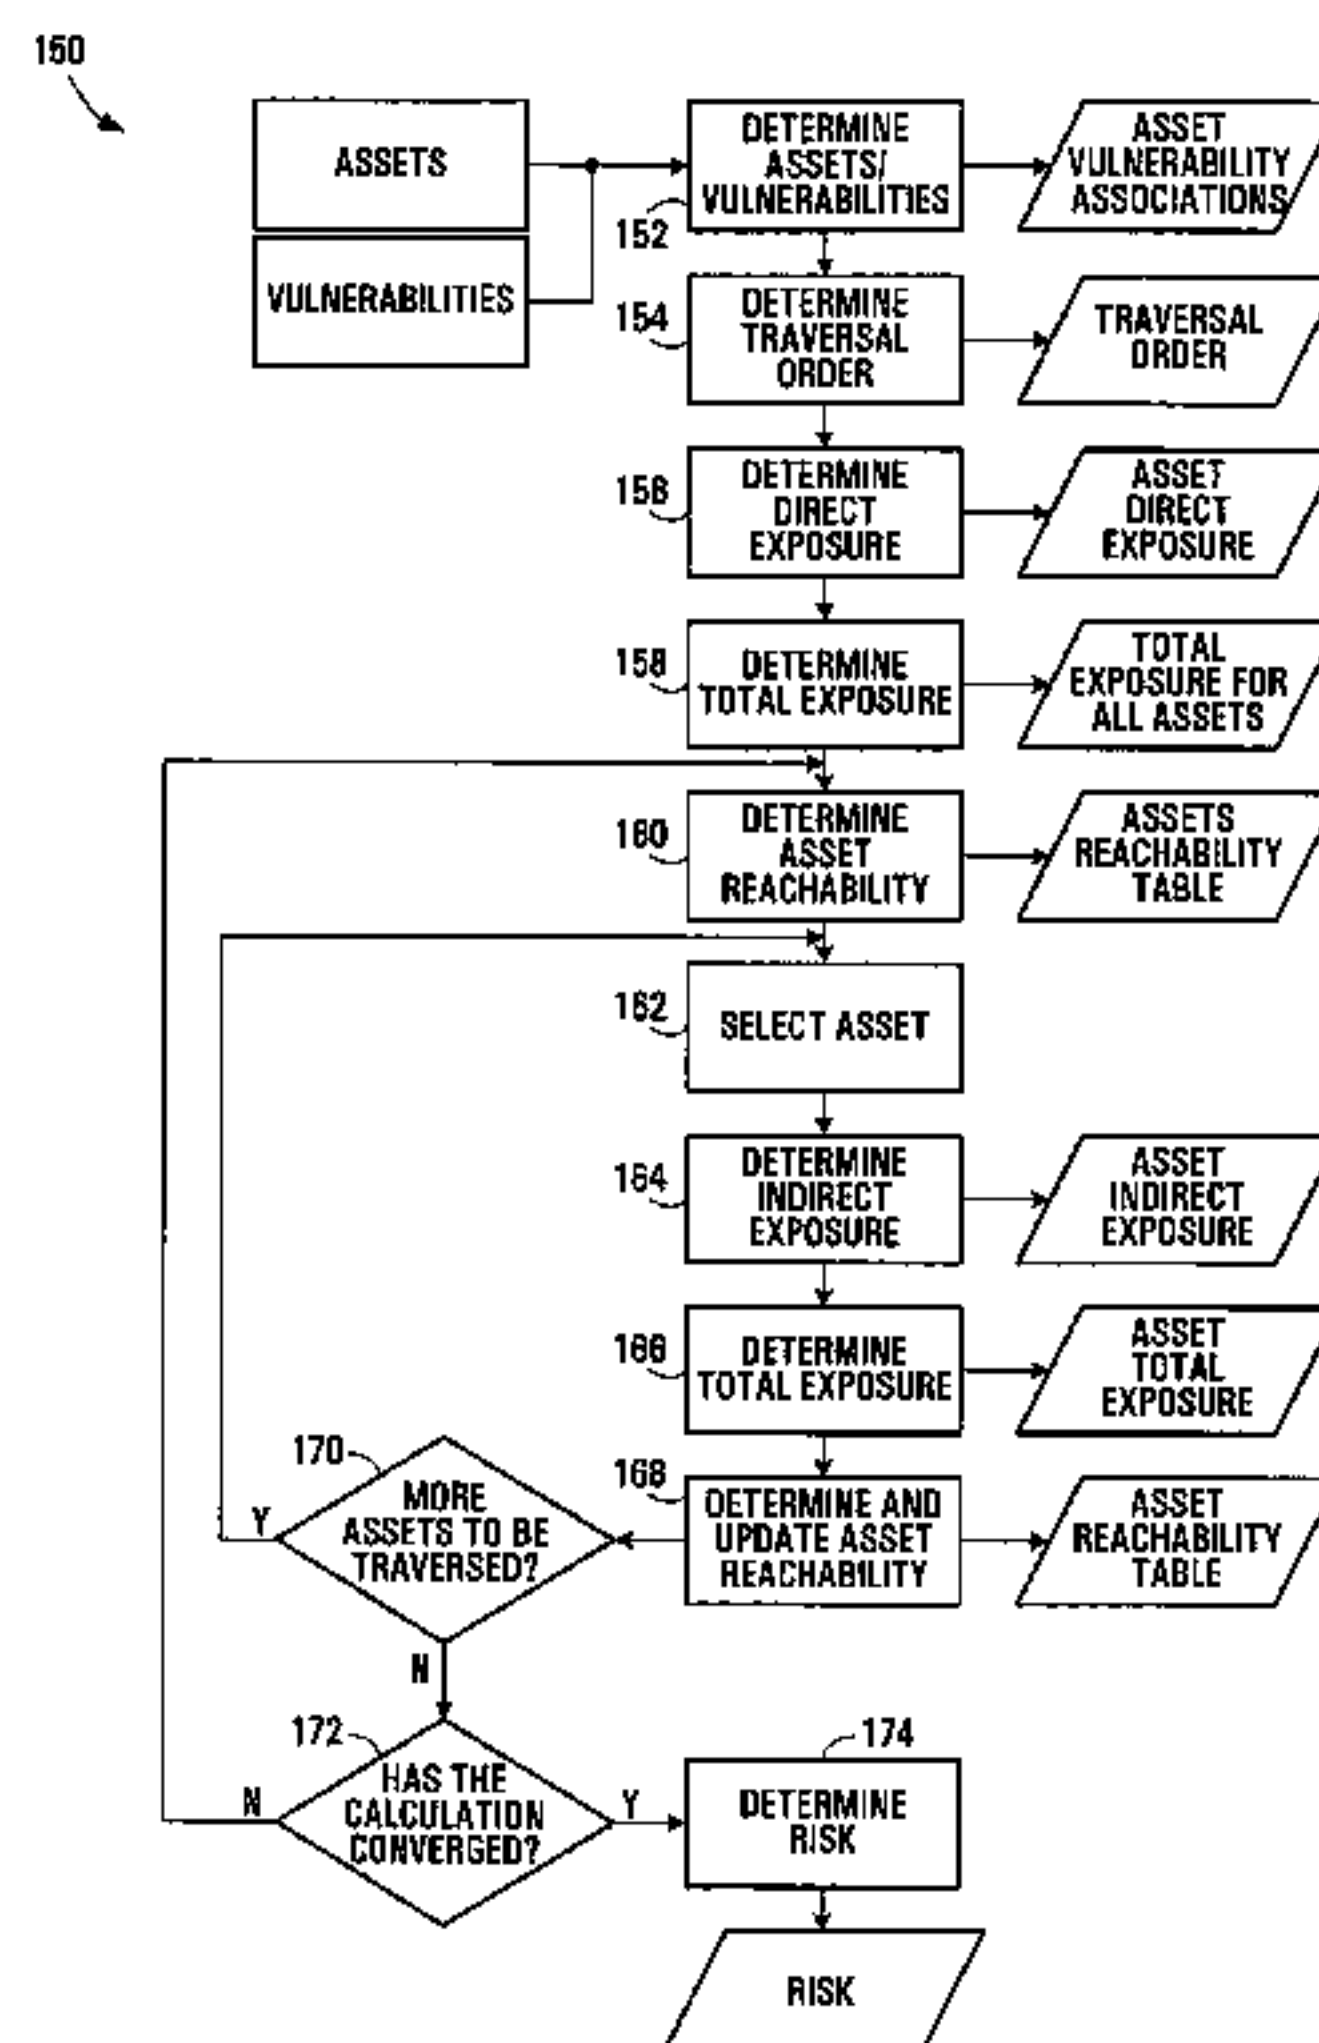 150
ASSETS
VULNERABILITIES
DETERMINE
ASSETS/
VULNERABILITIES
152
ASSET
VULNERABILITY
ASSOCIATIONS
154
DETERMINE
TRAVERSAL
ORDER
TRAVERSAL
ORDER
156
DETERMINE
DIRECT
EXPOSURE
ASSET
DIRECT
EXPOSURE
158
DETERMINE
TOTAL EXPOSURE
TOTAL
EXPOSURE FOR
ALL ASSETS
160
DETERMINE
ASSET
REACHABILITY
ASSETS
REACHABILITY
TABLE
162
SELECT ASSET
164
DETERMINE
INDIRECT
EXPOSURE
ASSET
INDIRECT
EXPOSURE
166
DETERMINE
TOTAL EXPOSURE
ASSET
TOTAL
EXPOSURE
168
DETERMINE AND
UPDATE ASSET
REACHABILITY
ASSET
REACHABILITY
TABLE
170
MORE
ASSETS TO BE
TRAVERSED?
Y
N
172
HAS THE
CALCULATION
CONVERGED?
N
Y
174
DETERMINE
RISK
RISK